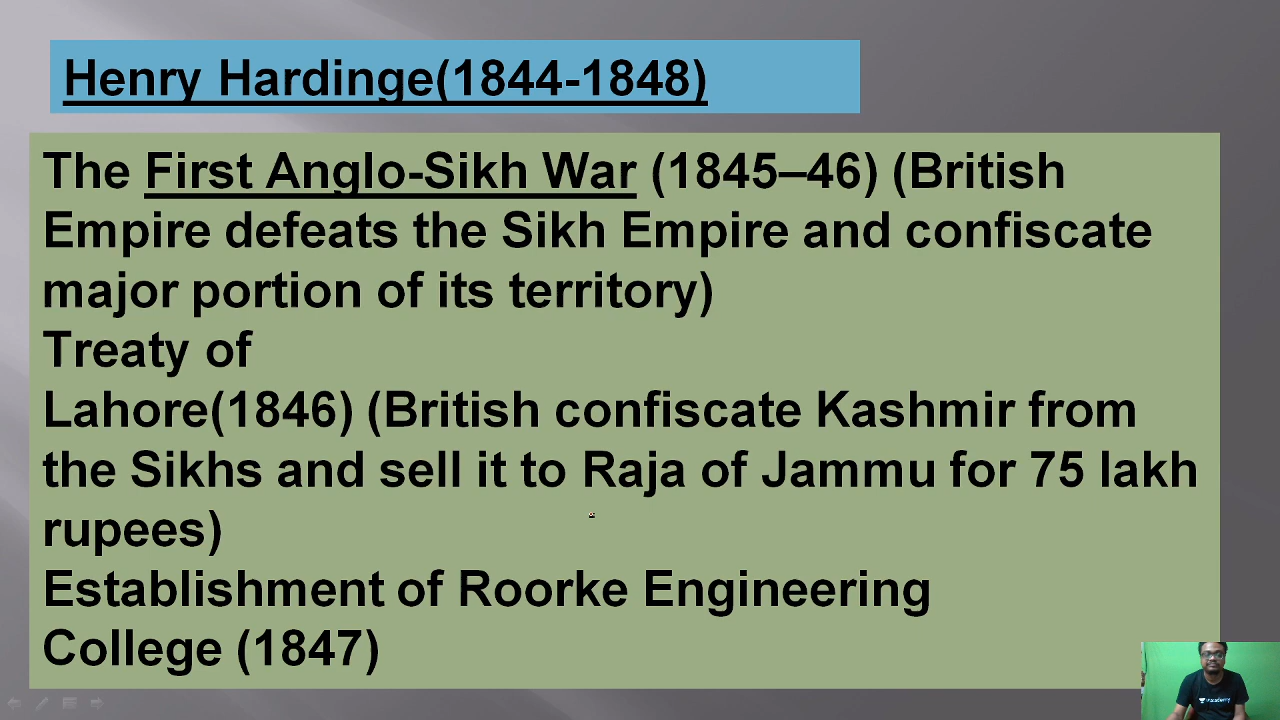 Henry Hardinge(1844-1848)
The First Anglo-Sikh War (1845–46) (British
Empire defeats the Sikh Empire and confiscate
major portion of its territory)
Treaty of
Lahore(1846) (British confiscate Kashmir from
the Sikhs and sell it to Raja of Jammu for 75 lakh
rupees)
Establishment of Roorke Engineering
College (1847)
unacademy